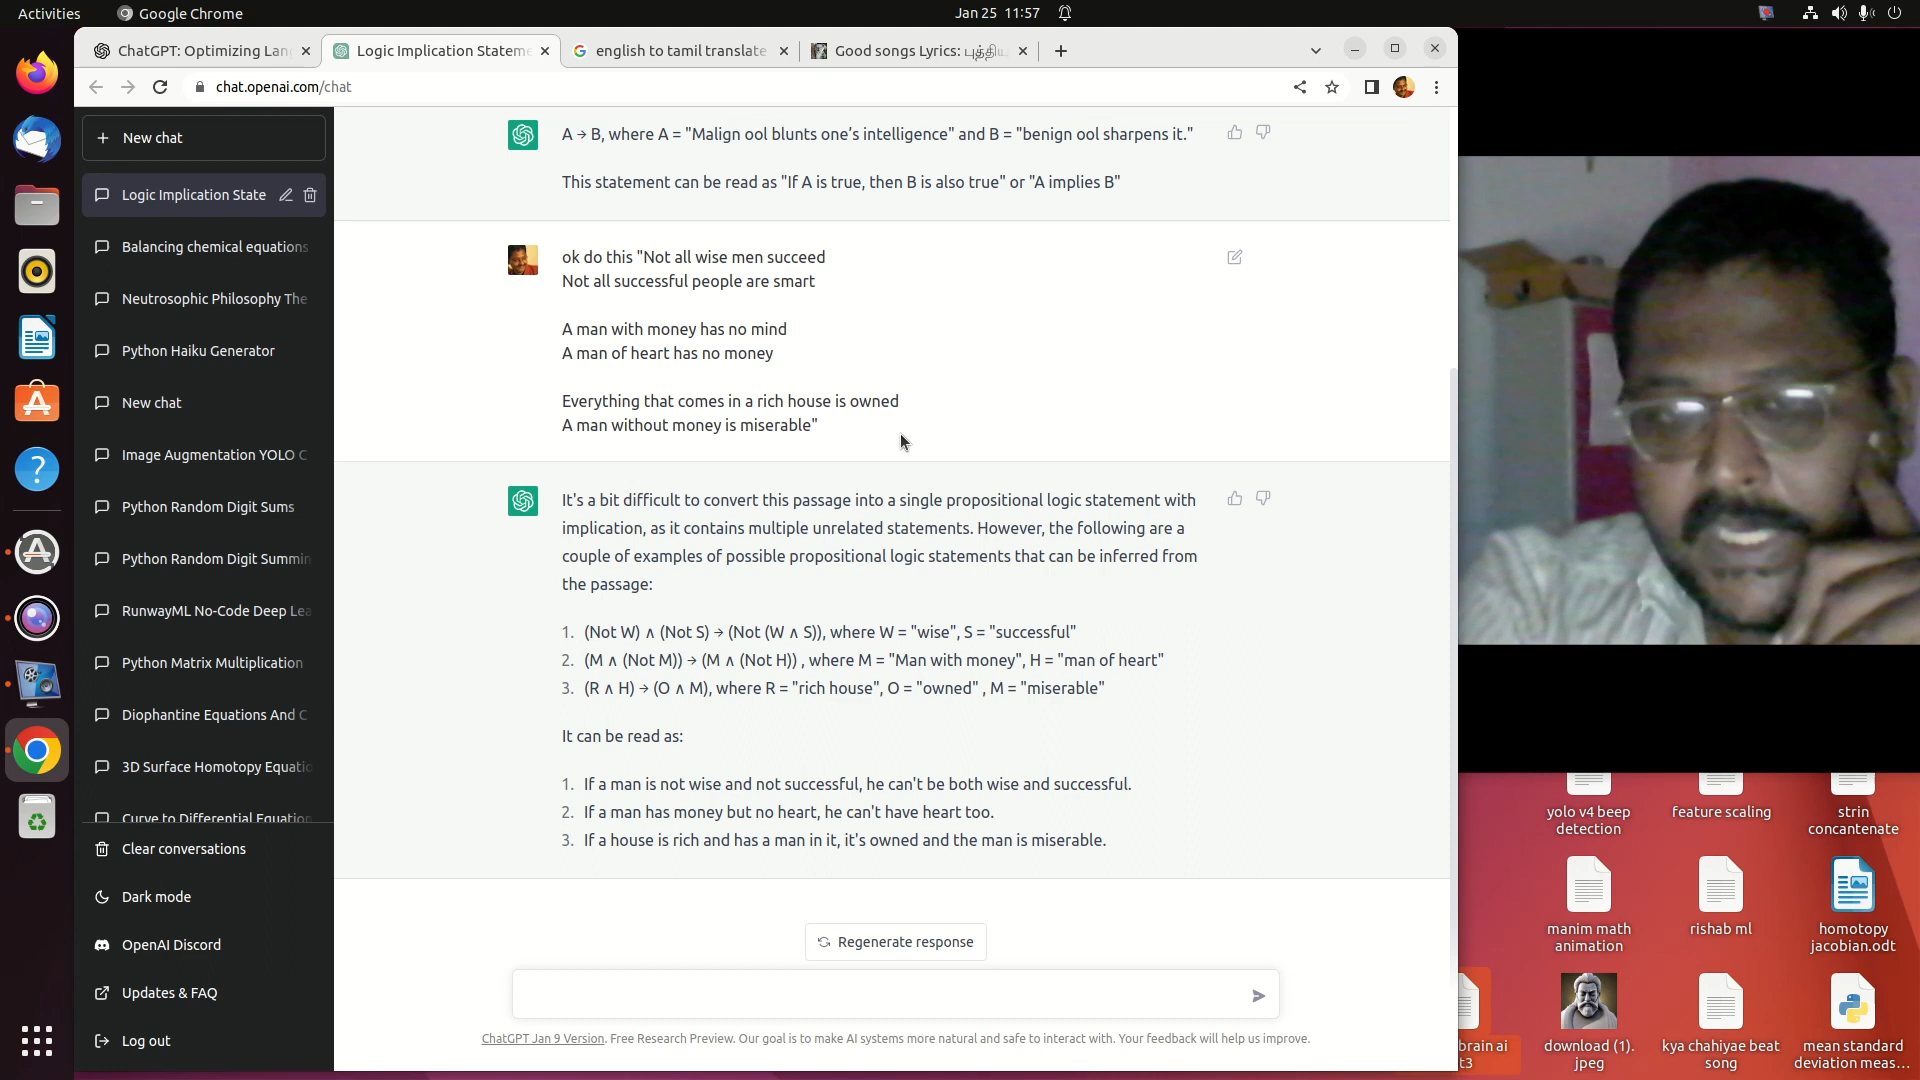 Activities
Google Chrome
Jan 25 11:57
ChatGPT: Optimizing Lan
Logic Implication Stateme
english to tamil translate
Good songs Lyrics: புத்திய
chat.openai.com/chat
New chat
Logic Implication State
Balancing chemical equations
Neutrosophic Philosophy The
Python Haiku Generator
New chat
Image Augmentation YOLO C
Python Random Digit Sums
Python Random Digit Summin
RunwayML No-Code Deep Lea
Python Matrix Multiplication
Diophantine Equations And C
3D Surface Homotopy Equatio
Curve to Differential Equation
Clear conversations
Dark mode
OpenAI Discord
Updates & FAQ
Log out
A → B, where A = "Malign ool blunts one’s intelligence" and B = "benign ool sharpens it."
This statement can be read as "If A is true, then B is also true" or "A implies B"
ok do this "Not all wise men succeed
Not all successful people are smart
A man with money has no mind
A man of heart has no money
Everything that comes in a rich house is owned
A man without money is miserable"
It's a bit difficult to convert this passage into a single propositional logic statement with
implication, as it contains multiple unrelated statements. However, the following are a
couple of examples of possible propositional logic statements that can be inferred from
the passage:
1. (Not W) ∧ (Not S) → (Not (W ∧ S)), where W = "wise", S = "successful"
2. (M ∧ (Not M)) → (M ∧ (Not H)) , where M = "Man with money", H = "man of heart"
3. (R ∧ H) → (O ∧ M), where R = "rich house", O = "owned" , M = "miserable"
It can be read as:
1. If a man is not wise and not successful, he can't be both wise and successful.
2. If a man has money but no heart, he can't have heart too.
3. If a house is rich and has a man in it, it's owned and the man is miserable.
Regenerate response
ChatGPT Jan 9 Version. Free Research Preview. Our goal is to make AI systems more natural and safe to interact with. Your feedback will help us improve.
yolo v4 beep
detection
feature scaling
strin
concantenate
manim math
animation
rishab ml
homotopy
jacobian.odt
brain ai
t3
download (1).
jpeg
kya chahiyae beat
song
mean standard
deviation meas...